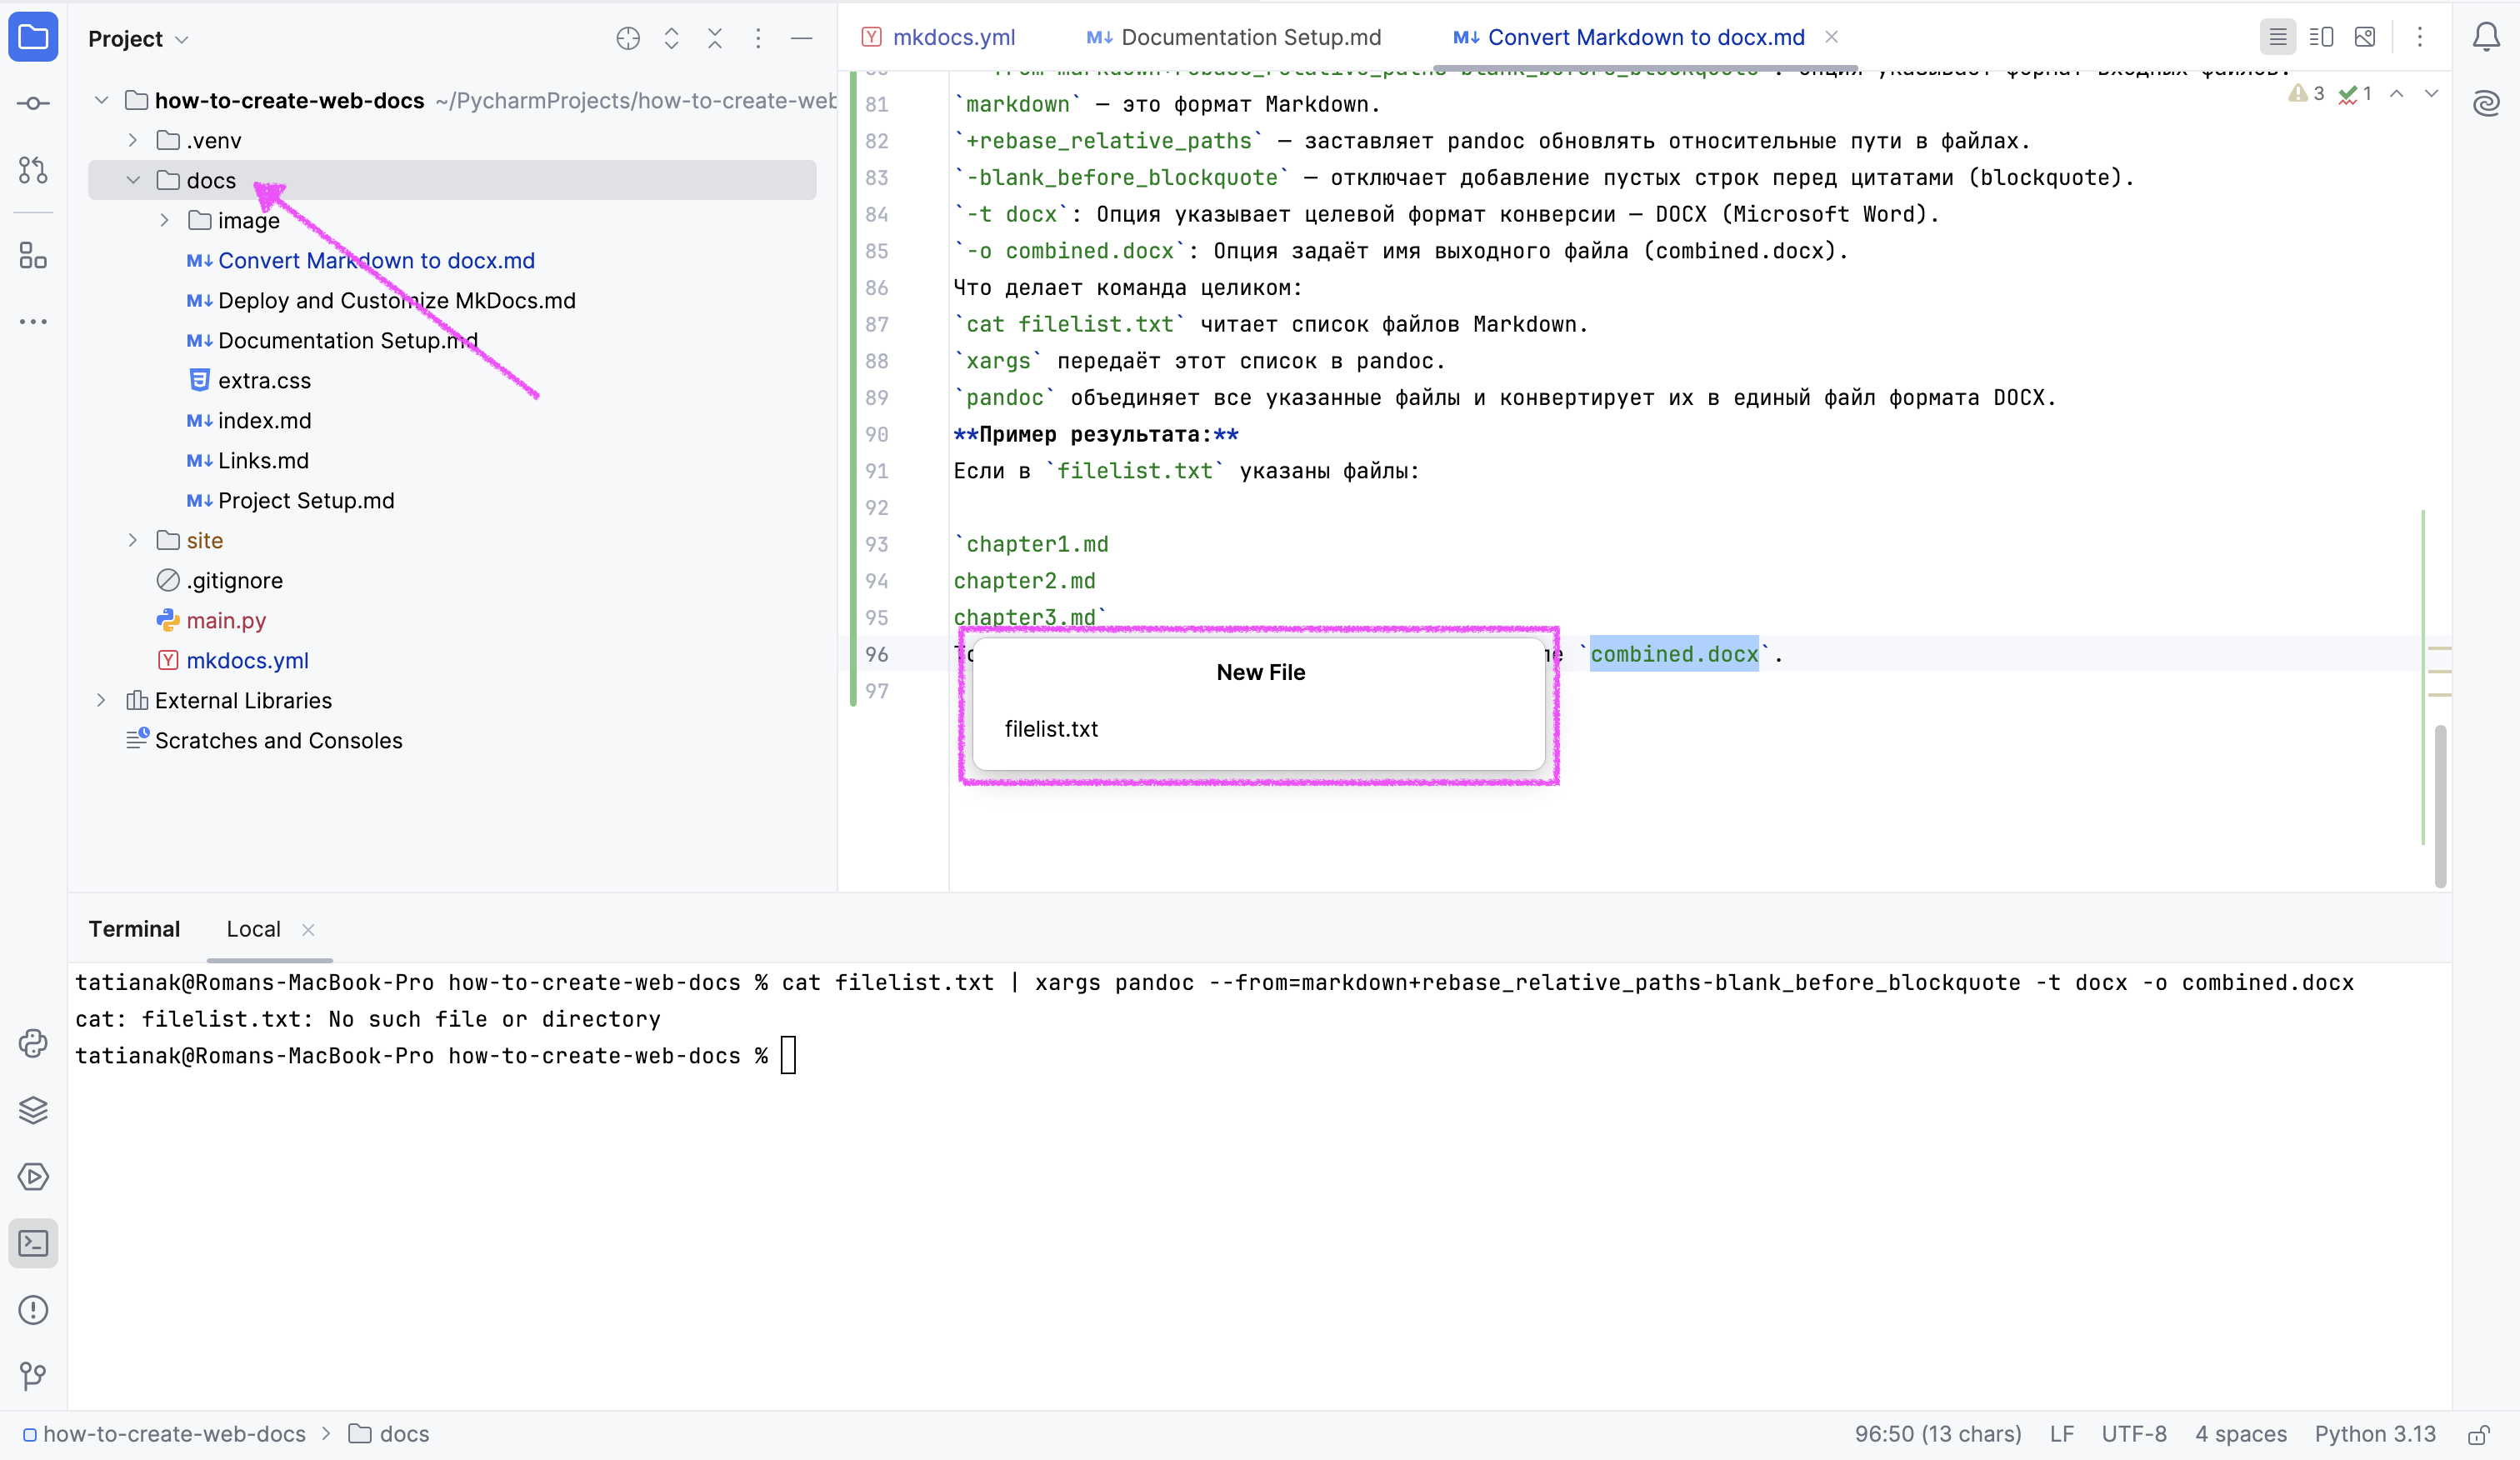 Project
how-to-create-web-docs ~/PycharmProjects/how-to-create-web
.venv
docs
image
Convert Markdown to docx.md
Deploy and Customize MkDocs.md
Documentation Setup.md
extra.css
index.md
Links.md
Project Setup.md
site
.gitignore
main.py
mkdocs.yml
External Libraries
Scratches and Consoles
mkdocs.yml
Documentation Setup.md
Convert Markdown to docx.md
3 1
81 `markdown` — это формат Markdown.
82 `+rebase_relative_paths` — заставляет pandoc обновлять относительные пути в файлах.
83 `-blank_before_blockquote` — отключает добавление пустых строк перед цитатами (blockquote).
84 `-t docx`: Опция указывает целевой формат конверсии — DOCX (Microsoft Word).
85 `-o combined.docx`: Опция задаёт имя выходного файла (combined.docx).
86 Что делает команда целиком:
87 `cat filelist.txt` читает список файлов Markdown.
88 `xargs` передаёт этот список в pandoc.
89 `pandoc` объединяет все указанные файлы и конвертирует их в единый файл формата DOCX.
90 **Пример результата:**
91 Если в `filelist.txt` указаны файлы:
92
93 `chapter1.md
94 chapter2.md
95 chapter3.md`
96 `combined.docx`.
97
New File
filelist.txt
Terminal Local
tatianak@Romans-MacBook-Pro how-to-create-web-docs % cat filelist.txt | xargs pandoc --from=markdown+rebase_relative_paths-blank_before_blockquote -t docx -o combined.docx
cat: filelist.txt: No such file or directory
tatianak@Romans-MacBook-Pro how-to-create-web-docs %
how-to-create-web-docs > docs
96:50 (13 chars) LF UTF-8 4 spaces Python 3.13